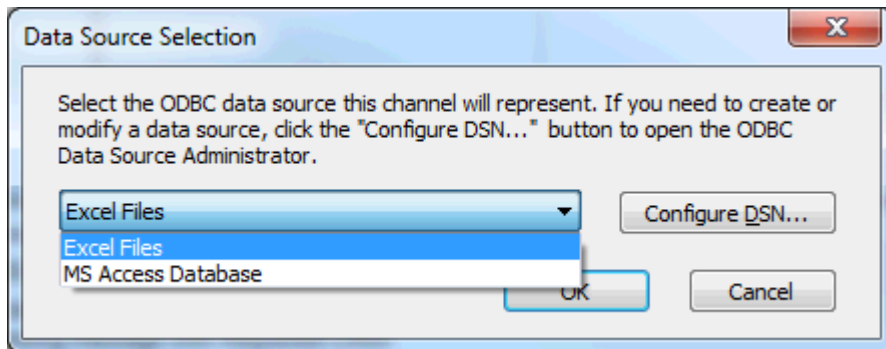 Data Source Selection
Select the ODBC data source this channel will represent. If you need to create or
modify a data source, click the "Configure DSN..." button to open the ODBC
Data Source Administrator.
Excel Files
Configure DSN...
Excel Files
MS Access Database
OK
Cancel